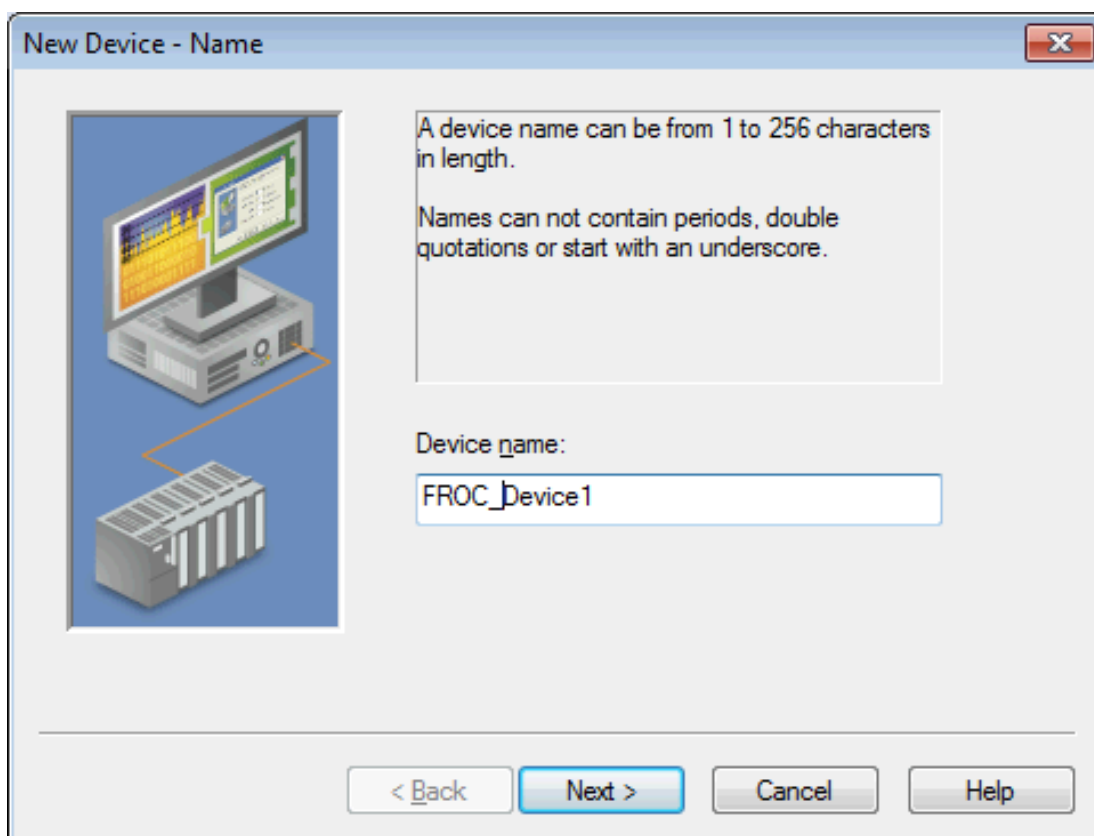 New Device - Name
A device name can be from 1 to 256 characters
in length.
Names can not contain periods, double
quotations or start with an underscore.
Device name:
FROC_Device1
< Back
Next >
Cancel
Help